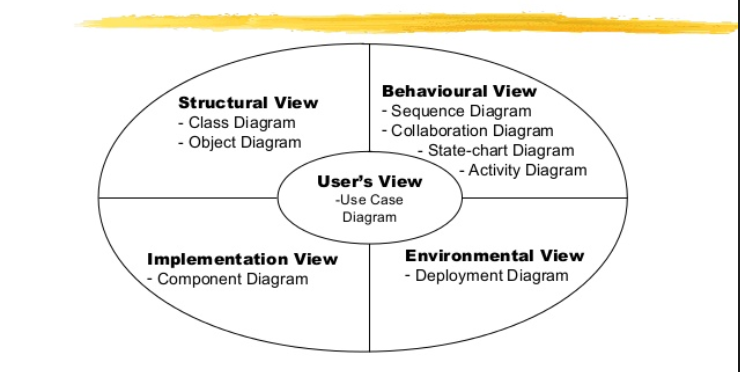 Structural View
- Class Diagram
- Object Diagram
Behavioural View
- Sequence Diagram
- Collaboration Diagram
- State-chart Diagram
- Activity Diagram
User's View
-Use Case
Diagram
Implementation View
- Component Diagram
Environmental View
- Deployment Diagram